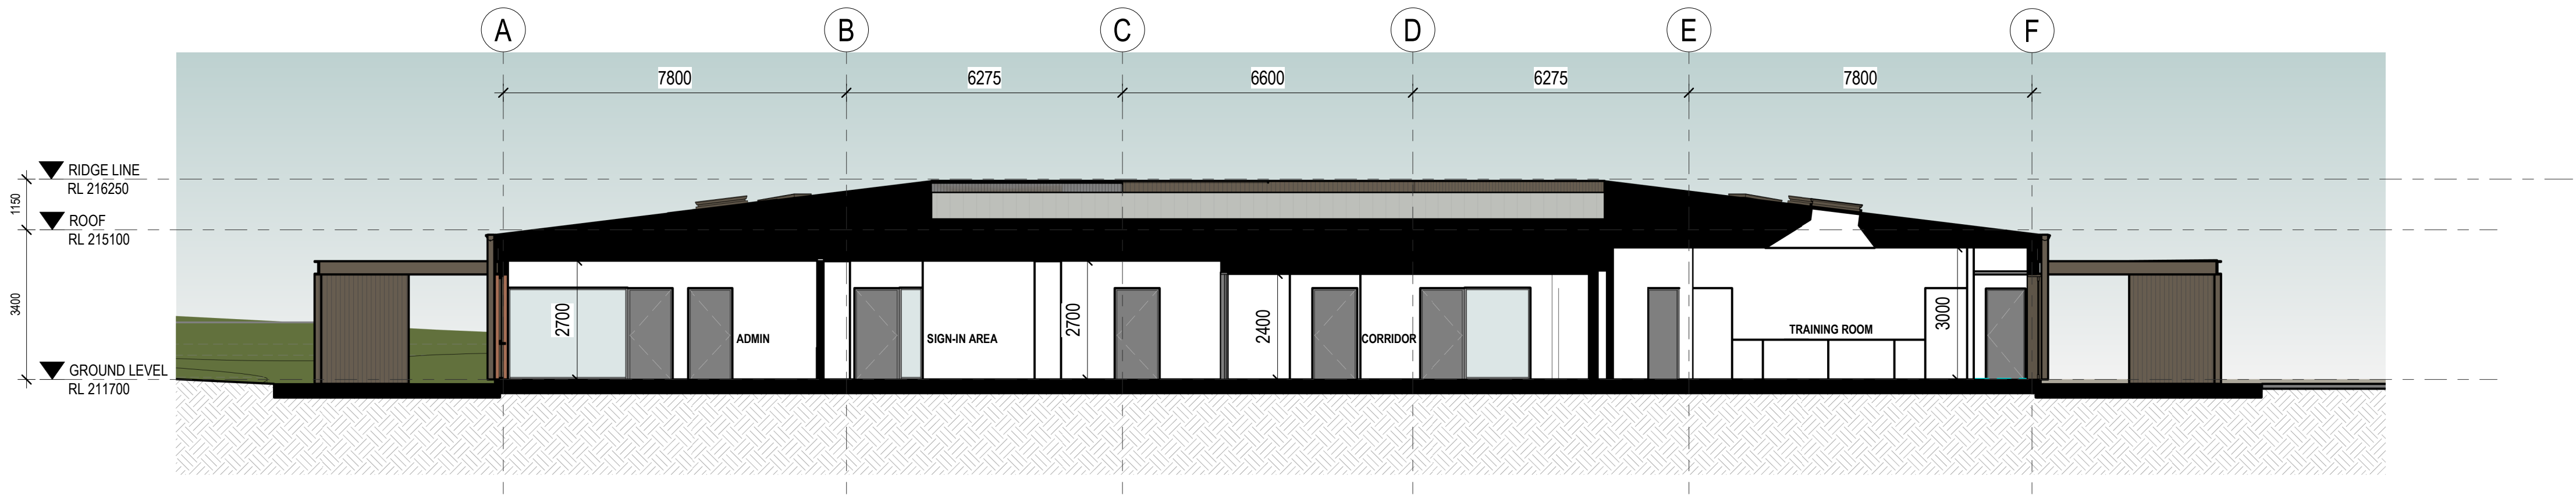 A
B
C
D
E
F
7800
6275
6600
6275
7800
RIDGE LINE
RL 216250
1150
ROOF
RL 215100
3400
GROUND LEVEL
RL 211700
2700
ADMIN
SIGN-IN AREA
2700
2400
CORRIDOR
TRAINING ROOM
3000